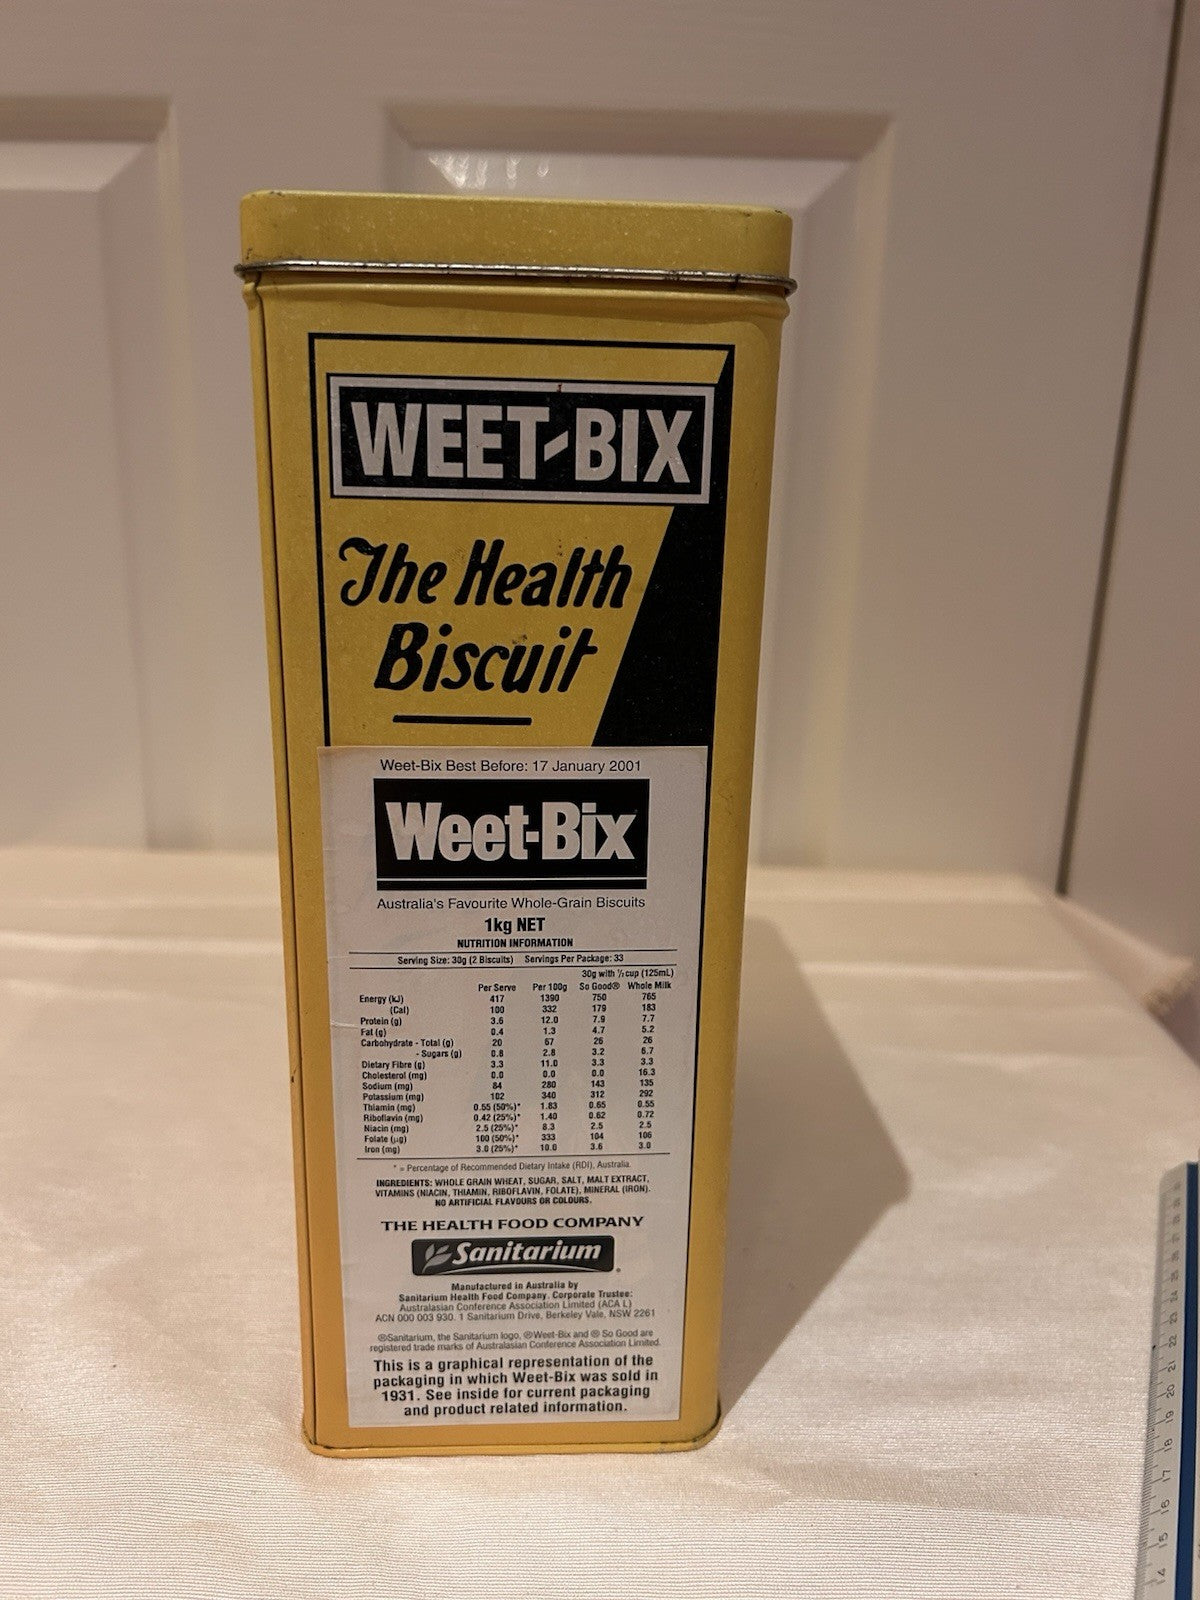 WEET-BIX
The Health
Biscuit
Weet-Bix Best Before: 17 January 2001
Weet-Bix
Australia's Favourite Whole-Grain Biscuits
1kg NET
NUTRITION INFORMATION
Serving Size: 30g (2 Biscuits) Servings Per Package: 33
30g with ½ cup (125mL)
Per Serve Per 100g So Good® Whole Milk
Energy (kJ) 417 1390 750 765
(Cal) 100 332 179 183
Protein (g) 3.6 12.0 7.9 7.7
Fat (g) 0.4 1.3 4.7 5.2
Carbohydrate - Total (g) 20 67 26 26
- Sugars (g) 0.8 2.8 3.2 6.7
Dietary Fibre (g) 3.3 11.0 3.3 3.3
Cholesterol (mg) 0.0 0.0 0.0 16.3
Sodium (mg) 84 280 143 135
Potassium (mg) 102 340 312 292
Thiamin (mg) 0.55 (50%)* 1.83 0.65 0.55
Riboflavin (mg) 0.42 (25%)* 1.40 0.62 0.72
Niacin (mg) 2.5 (25%)* 8.3 2.5 2.5
Folate (µg) 100 (50%)* 333 104 106
Iron (mg) 3.0 (25%)* 10.0 3.6 3.0
* = Percentage of Recommended Dietary Intake (RDI), Australia.
INGREDIENTS: WHOLE GRAIN WHEAT, SUGAR, SALT, MALT EXTRACT,
VITAMINS (NIACIN, THIAMIN, RIBOFLAVIN, FOLATE), MINERAL (IRON).
NO ARTIFICIAL FLAVOURS OR COLOURS.
THE HEALTH FOOD COMPANY
Sanitarium
Manufactured in Australia by
Sanitarium Health Food Company. Corporate Trustee:
Australasian Conference Association Limited (ACA L)
ACN 000 003 930. 1 Sanitarium Drive, Berkeley Vale, NSW 2261
®Sanitarium, the Sanitarium logo, ®Weet-Bix and ® So Good are
registered trade marks of Australasian Conference Association Limited.
This is a graphical representation of the
packaging in which Weet-Bix was sold in
1931. See inside for current packaging
and product related information.
24
23
22
21
20
19
18
17
16
15
14